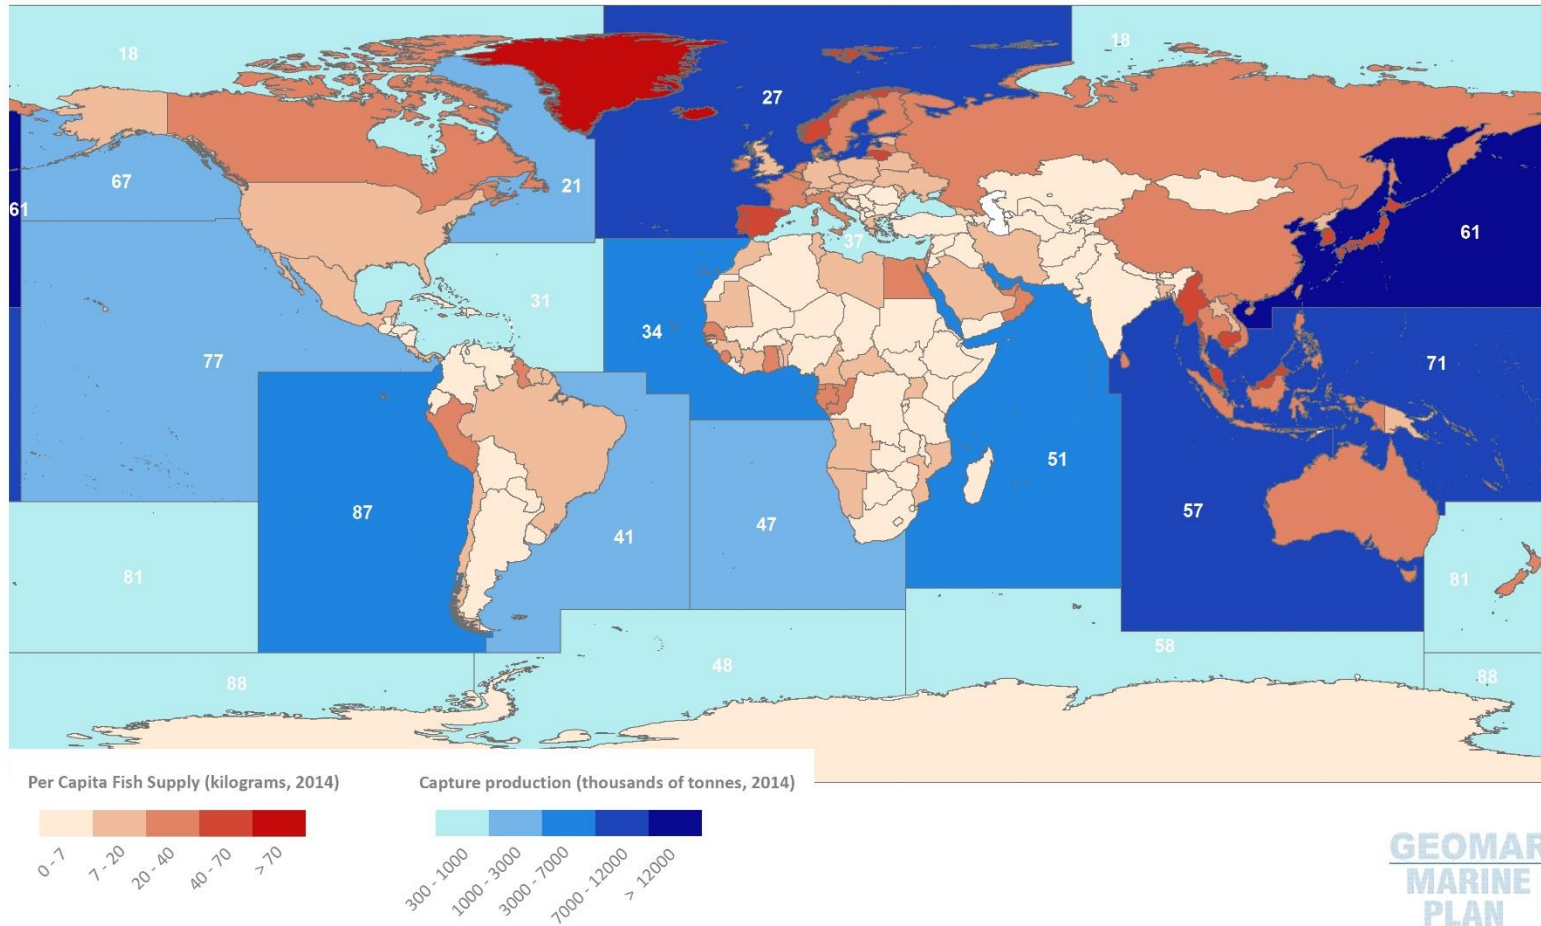 18
18
27
67
21
61
61
37
31
34
77
71
51
87
57
47
41
81
81
58
48
88
88
Per Capita Fish Supply (kilograms, 2014)
0 - 7
7 - 20
20 - 40
40 - 70
> 70
Capture production (thousands of tonnes, 2014)
300 - 1000
1000 - 3000
3000 - 7000
7000 - 12000
> 12000
GEOMAR
MARINE
PLAN